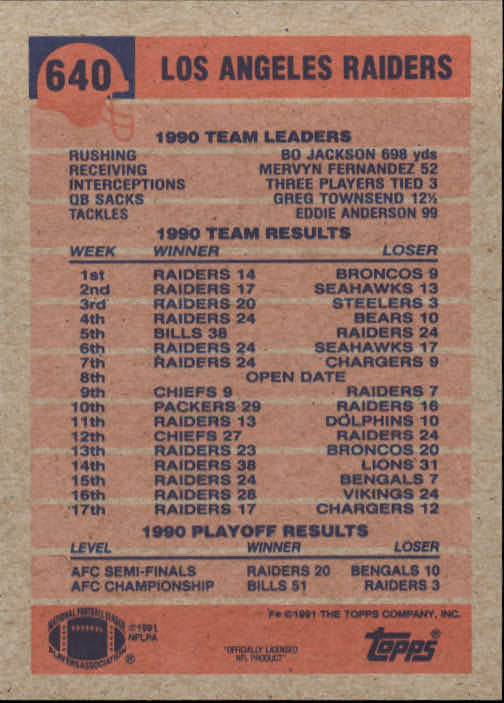 640
LOS ANGELES RAIDERS
1990 TEAM LEADERS
RUSHING BO JACKSON 698 yds
RECEIVING MERVYN FERNANDEZ 52
INTERCEPTIONS THREE PLAYERS TIED 3
QB SACKS GREG TOWNSEND 12½
TACKLES EDDIE ANDERSON 99
1990 TEAM RESULTS
WEEK WINNER LOSER
1st RAIDERS 14 BRONCOS 9
2nd RAIDERS 17 SEAHAWKS 13
3rd RAIDERS 20 STEELERS 3
4th RAIDERS 24 BEARS 10
5th BILLS 38 RAIDERS 24
6th RAIDERS 24 SEAHAWKS 17
7th RAIDERS 24 CHARGERS 9
8th OPEN DATE
9th CHIEFS 9 RAIDERS 7
10th PACKERS 29 RAIDERS 16
11th RAIDERS 13 DOLPHINS 10
12th CHIEFS 27 RAIDERS 24
13th RAIDERS 23 BRONCOS 20
14th RAIDERS 38 LIONS 31
15th RAIDERS 24 BENGALS 7
16th RAIDERS 28 VIKINGS 24
17th RAIDERS 17 CHARGERS 12
1990 PLAYOFF RESULTS
LEVEL WINNER LOSER
AFC SEMI-FINALS RAIDERS 20 BENGALS 10
AFC CHAMPIONSHIP BILLS 51 RAIDERS 3
F* ©1991 THE TOPPS COMPANY, INC.
NATIONAL FOOTBALL LEAGUE
PLAYERS ASSOCIATION ®
©1991
NFLPA
"OFFICIALLY LICENSED
NFL PRODUCT"
topps®